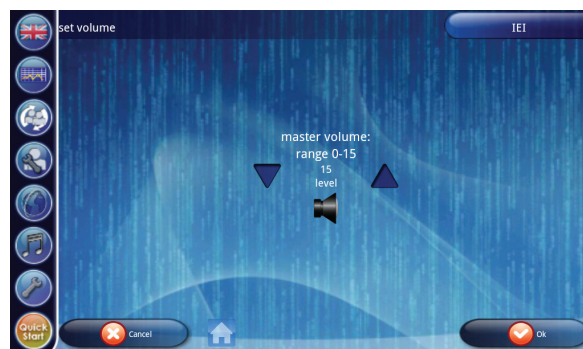 set volume
IEI
master volume:
range 0-15
15
level
Quick
Start
Cancel
Ok